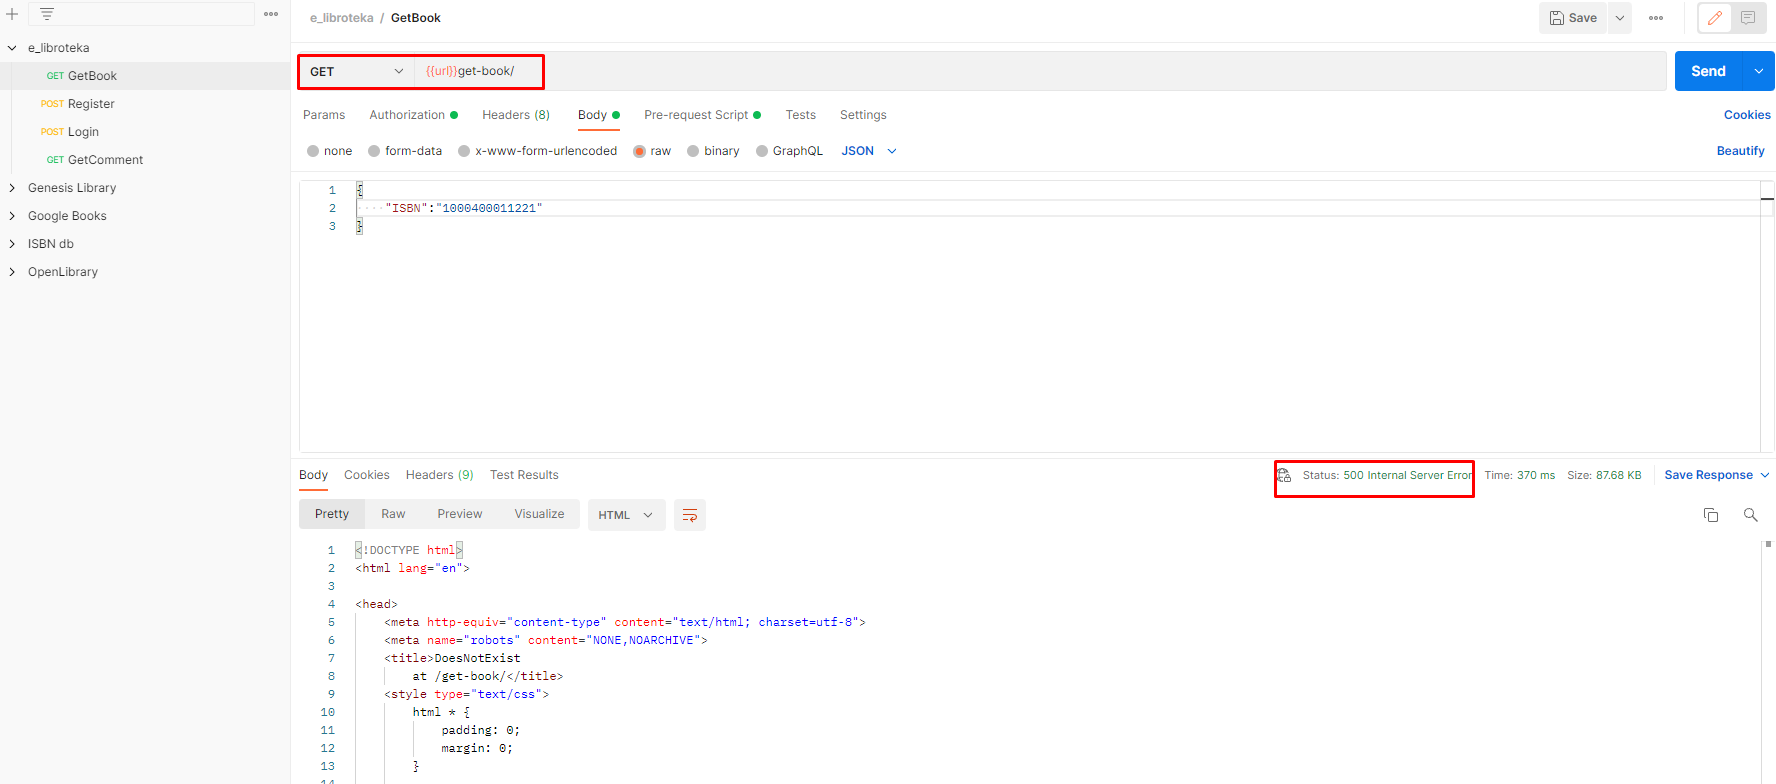 e_libroteka
GET GetBook
POST Register
POST Login
GET GetComment
Genesis Library
Google Books
ISBN db
OpenLibrary
e_libroteka / GetBook
Save
GET {{url}}get-book/
Send
Params Authorization Headers (8) Body Pre-request Script Tests Settings Cookies
none form-data x-www-form-urlencoded raw binary GraphQL JSON Beautify
1 {
2 "ISBN":"1000400011221"
3 }
Body Cookies Headers (9) Test Results Status: 500 Internal Server Error Time: 370 ms Size: 87.68 KB Save Response
Pretty Raw Preview Visualize HTML
1 <!DOCTYPE html>
2 <html lang="en">
3
4 <head>
5 <meta http-equiv="content-type" content="text/html; charset=utf-8">
6 <meta name="robots" content="NONE,NOARCHIVE">
7 <title>DoesNotExist
8 at /get-book/</title>
9 <style type="text/css">
10 html * {
11 padding: 0;
12 margin: 0;
13 }
14